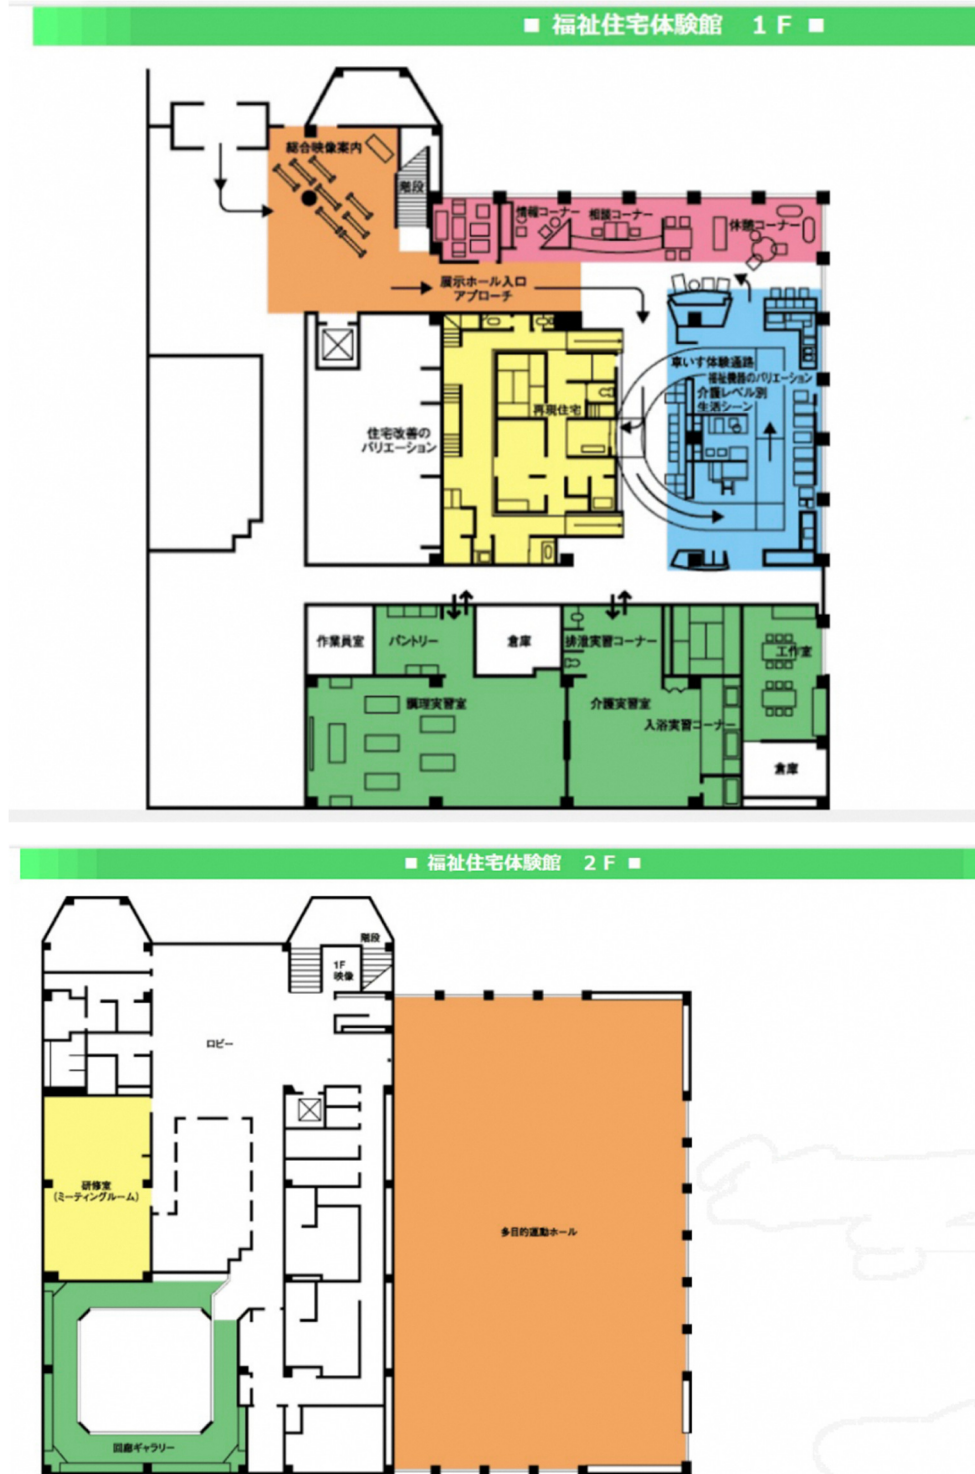 ■ 福祉住宅体験館　１Ｆ ■
総合映像案内
階段
情報コーナー
相談コーナー
休憩コーナー
展示ホール入口
アプローチ
車いす体験通路
福祉機器のバリエーション
介護レベル別
生活シーン
再現住宅
住宅改善の
バリエーション
作業員室
パントリー
倉庫
排泄実習コーナー
工作室
調理実習室
介護実習室
入浴実習コーナー
倉庫
■ 福祉住宅体験館　２Ｆ ■
階段
1F
映像
ロビー
研修室
(ミーティングルーム)
多目的運動ホール
回廊ギャラリー